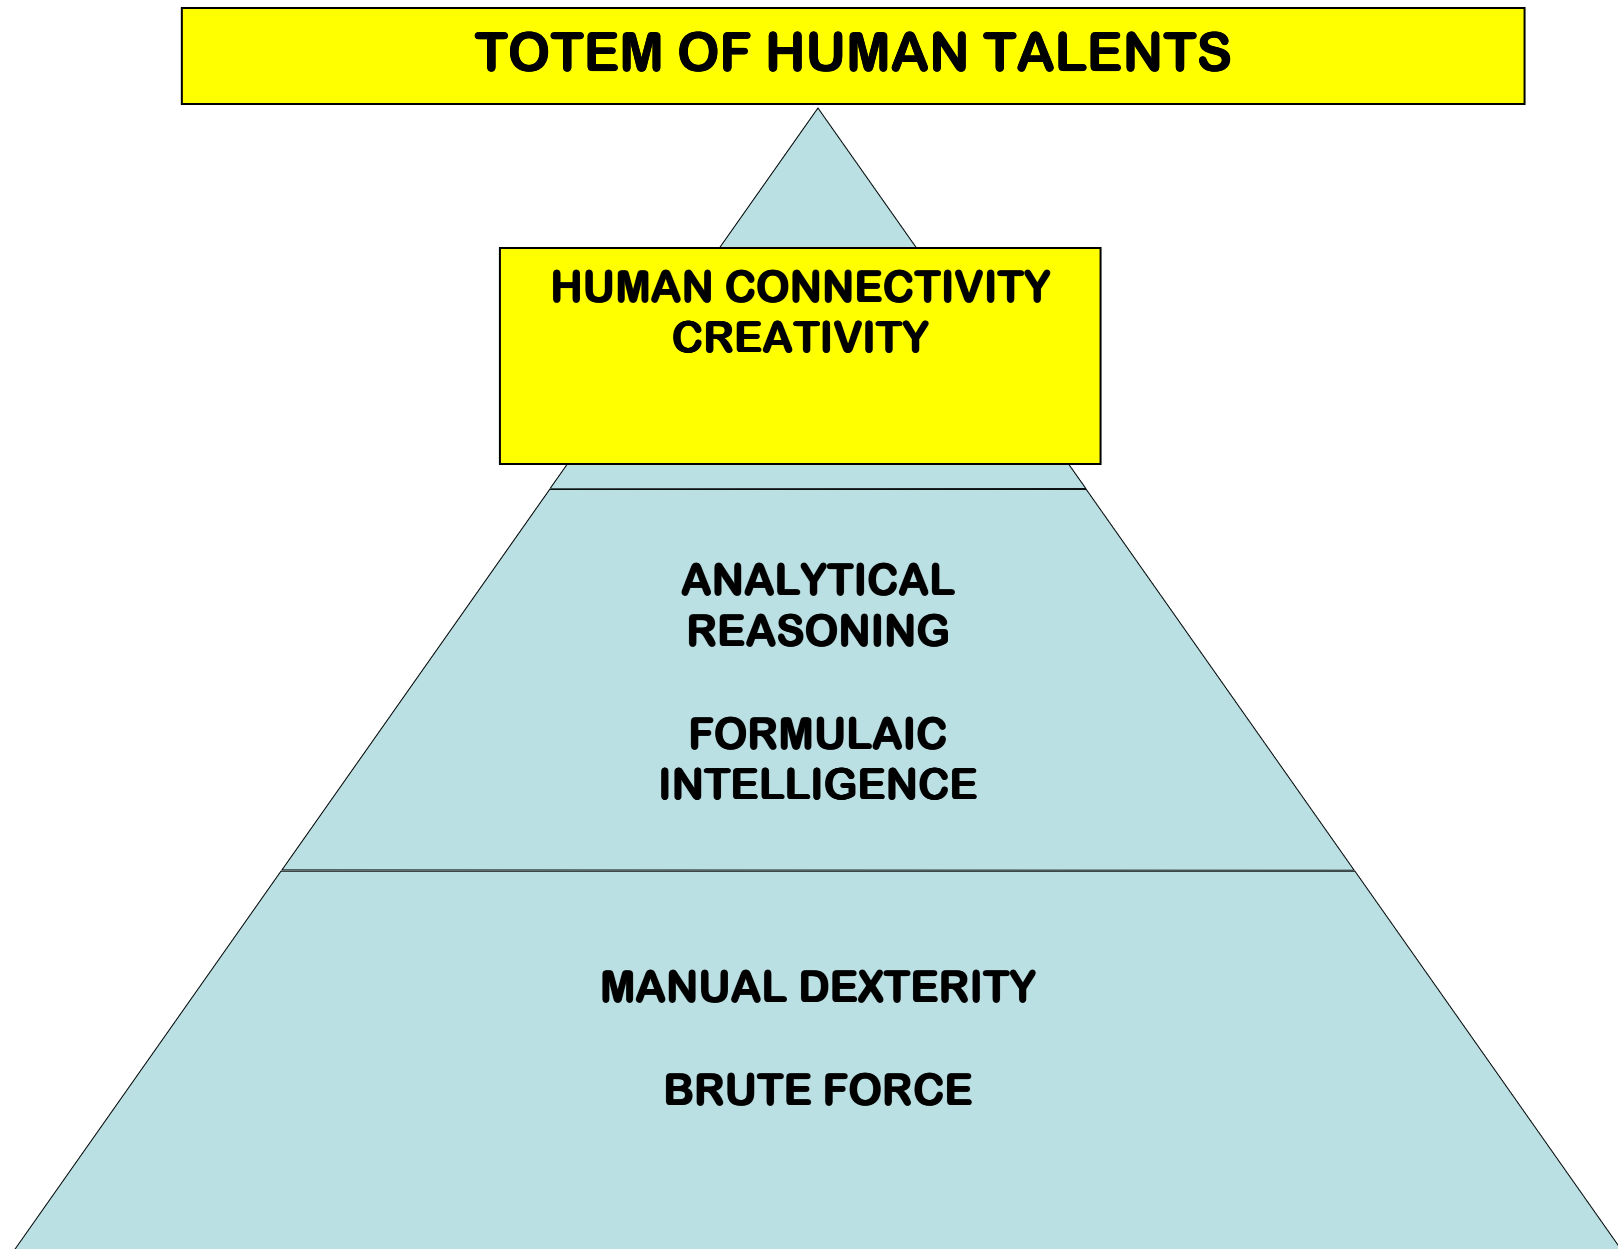 TOTEM OF HUMAN TALENTS
HUMAN CONNECTIVITY
CREATIVITY
ANALYTICAL
REASONING
FORMULAIC
INTELLIGENCE
MANUAL DEXTERITY
BRUTE FORCE